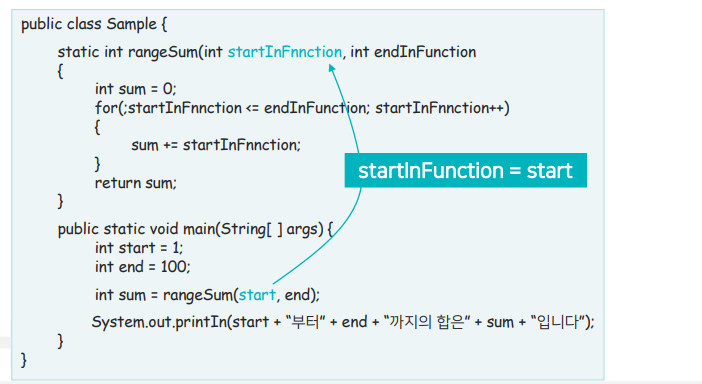 public class Sample {
static int rangeSum(int startInFnnction, int endInFunction
{
int sum = 0;
for(;startInFnnction <= endInFunction; startInFnnction++)
{
sum += startInFnnction;
}
startInFunction = start
return sum;
}
public static void main(String[ ] args) {
int start = 1;
int end = 100;
int sum = rangeSum(start, end);
System.out.printIn(start + “부터” + end + “까지의 합은” + sum + “입니다”);
}
}